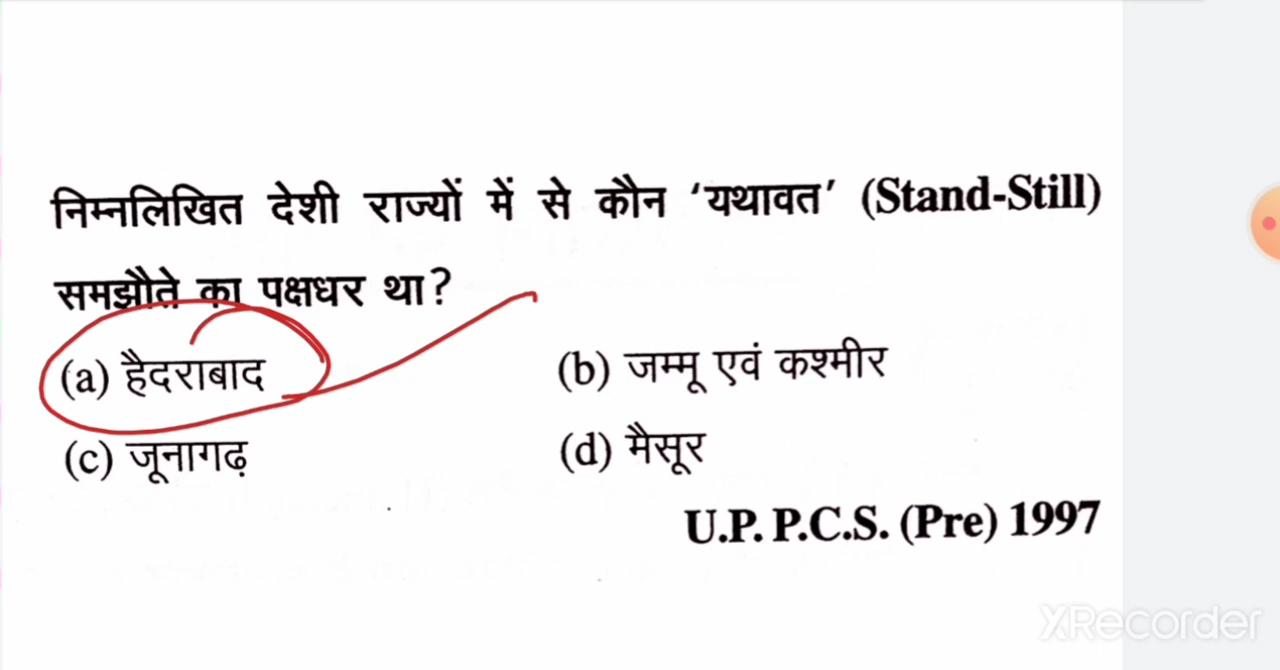 निम्नलिखित देशी राज्यों में से कौन ‘यथावत’ (Stand-Still)
समझौते का पक्षधर था?
(a) हैदराबाद (b) जम्मू एवं कश्मीर
(c) जूनागढ़ (d) मैसूर
U.P. P.C.S. (Pre) 1997
XRecorder